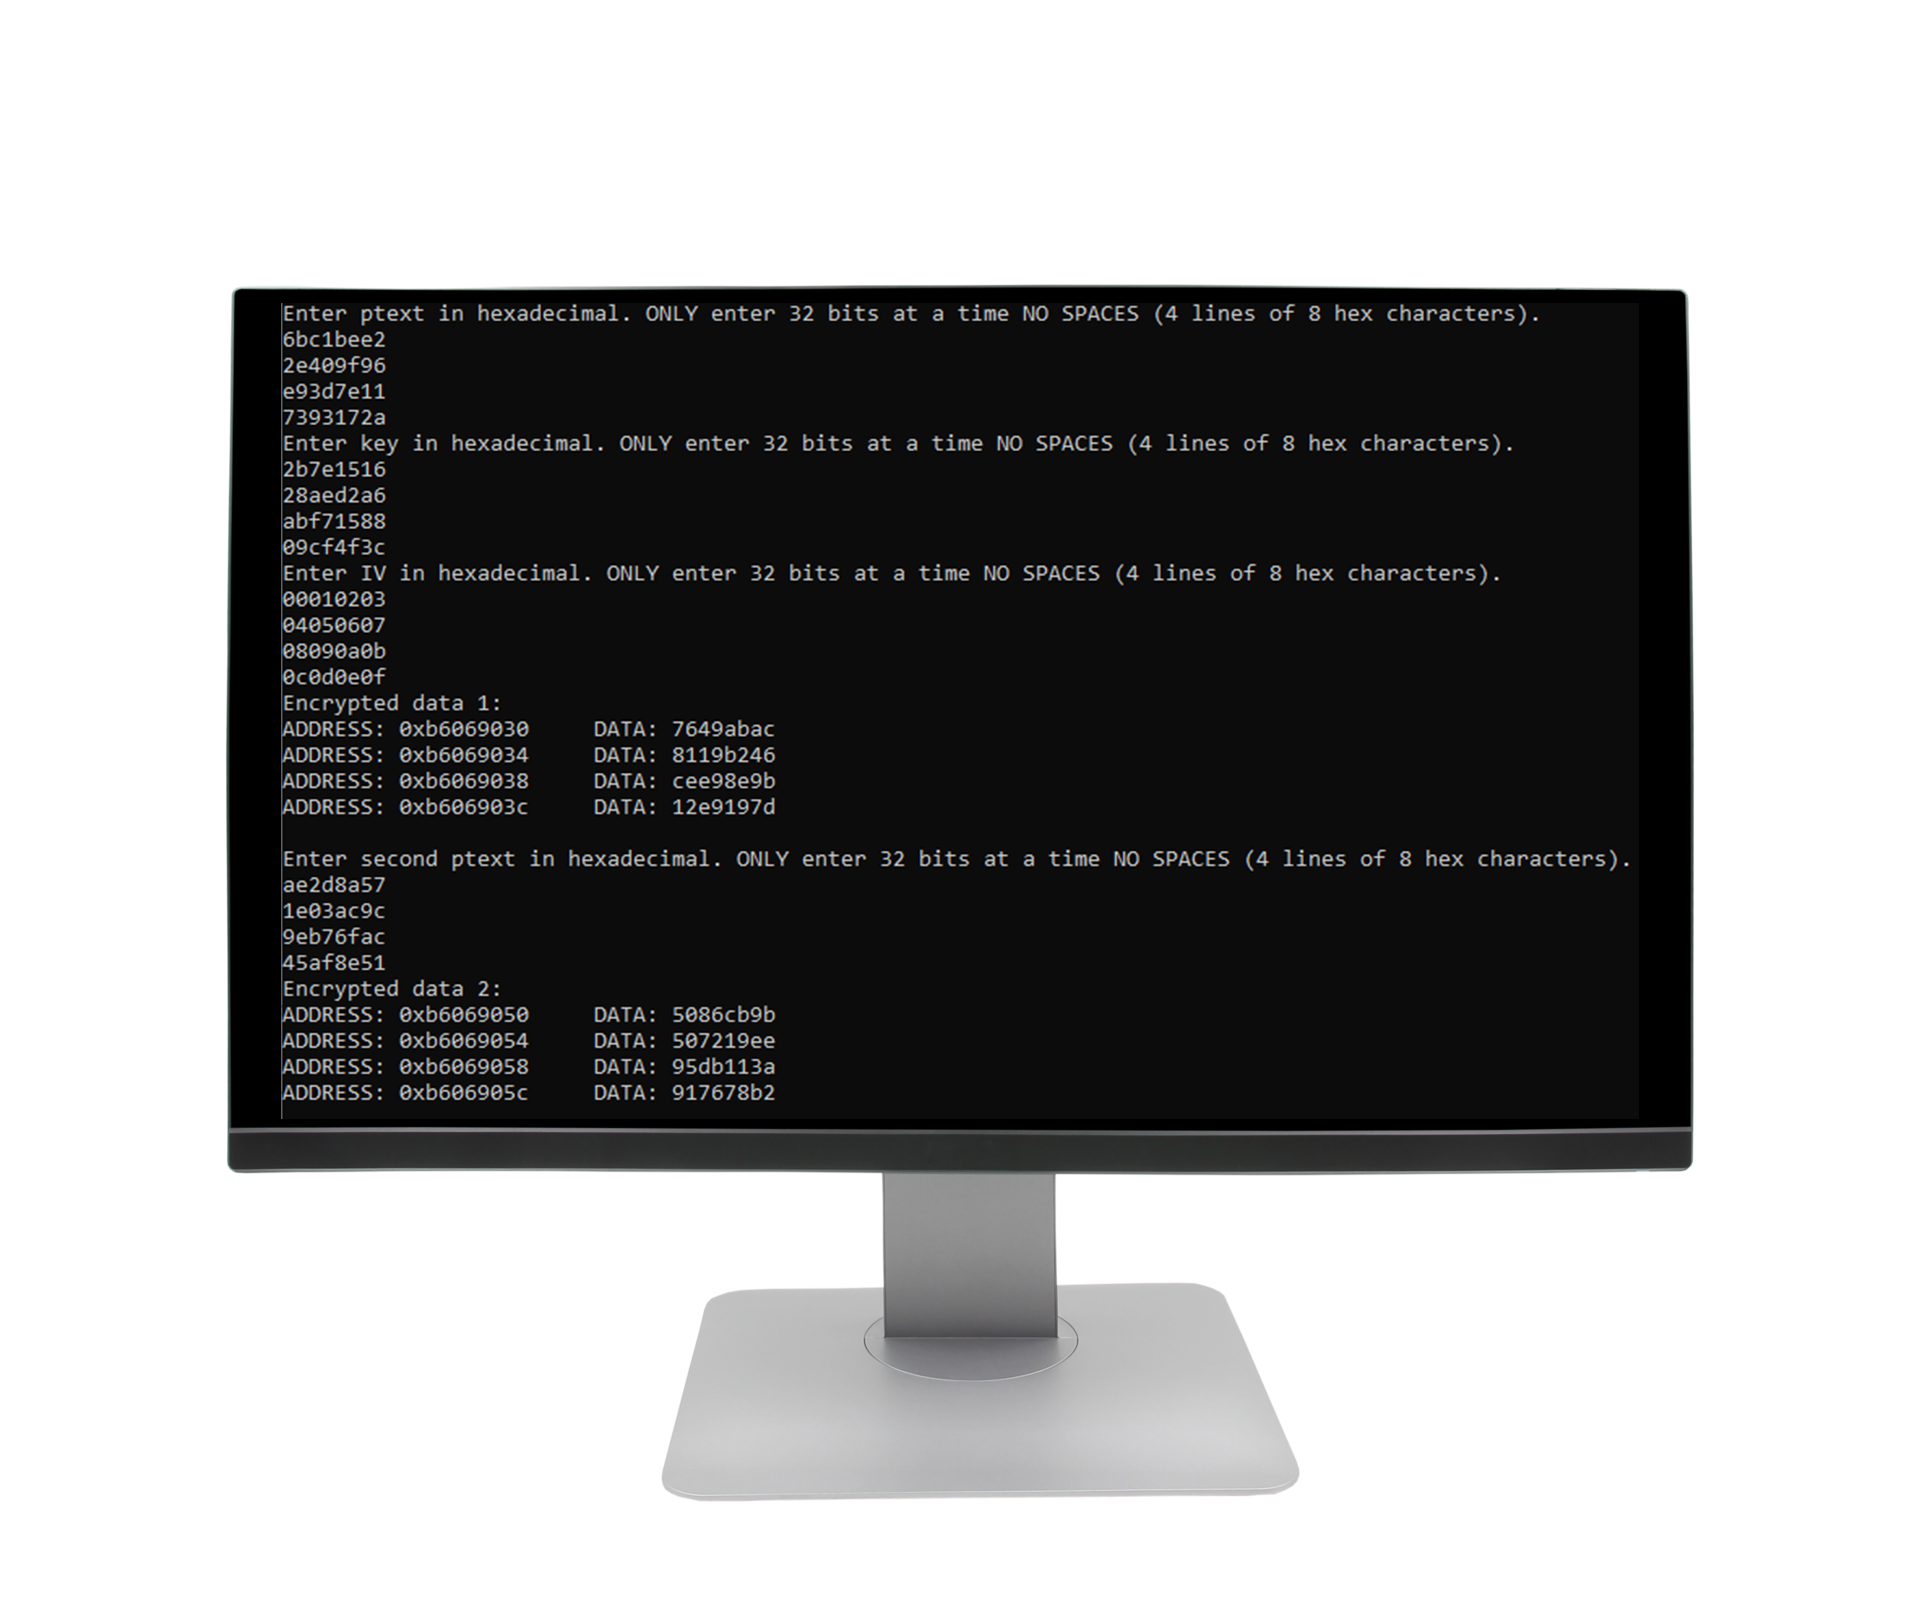 Enter ptext in hexadecimal. ONLY enter 32 bits at a time NO SPACES (4 lines of 8 hex characters).
6bc1bee2
2e409f96
e93d7e11
7393172a
Enter key in hexadecimal. ONLY enter 32 bits at a time NO SPACES (4 lines of 8 hex characters).
2b7e1516
28aed2a6
abf71588
09cf4f3c
Enter IV in hexadecimal. ONLY enter 32 bits at a time NO SPACES (4 lines of 8 hex characters).
00010203
04050607
08090a0b
0c0d0e0f
Encrypted data 1:
ADDRESS: 0xb6069030 DATA: 7649abac
ADDRESS: 0xb6069034 DATA: 8119b246
ADDRESS: 0xb6069038 DATA: cee98e9b
ADDRESS: 0xb606903c DATA: 12e9197d
Enter second ptext in hexadecimal. ONLY enter 32 bits at a time NO SPACES (4 lines of 8 hex characters).
ae2d8a57
1e03ac9c
9eb76fac
45af8e51
Encrypted data 2:
ADDRESS: 0xb6069050 DATA: 5086cb9b
ADDRESS: 0xb6069054 DATA: 507219ee
ADDRESS: 0xb6069058 DATA: 95db113a
ADDRESS: 0xb606905c DATA: 917678b2